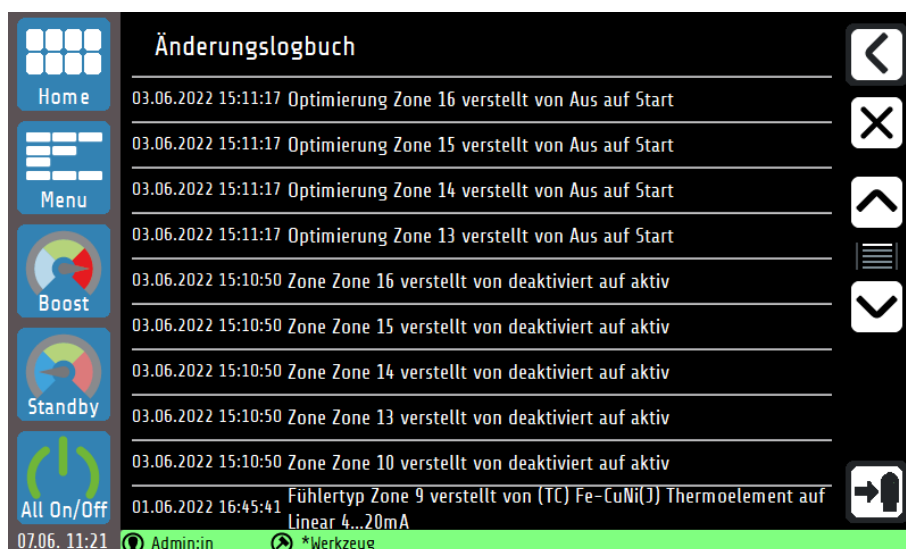 Änderungslogbuch
Home
03.06.2022 15:11:17 Optimierung Zone 16 verstellt von Aus auf Start
03.06.2022 15:11:17 Optimierung Zone 15 verstellt von Aus auf Start
Menu
03.06.2022 15:11:17 Optimierung Zone 14 verstellt von Aus auf Start
03.06.2022 15:11:17 Optimierung Zone 13 verstellt von Aus auf Start
03.06.2022 15:10:50 Zone Zone 16 verstellt von deaktiviert auf aktiv
Boost
03.06.2022 15:10:50 Zone Zone 15 verstellt von deaktiviert auf aktiv
03.06.2022 15:10:50 Zone Zone 14 verstellt von deaktiviert auf aktiv
Standby
03.06.2022 15:10:50 Zone Zone 13 verstellt von deaktiviert auf aktiv
03.06.2022 15:10:50 Zone Zone 10 verstellt von deaktiviert auf aktiv
All On/Off
01.06.2022 16:45:41 Fühlertyp Zone 9 verstellt von (TC) Fe-CuNi(J) Thermoelement auf
Linear 4...20mA
07.06. 11:21 Admin:in *Werkzeug